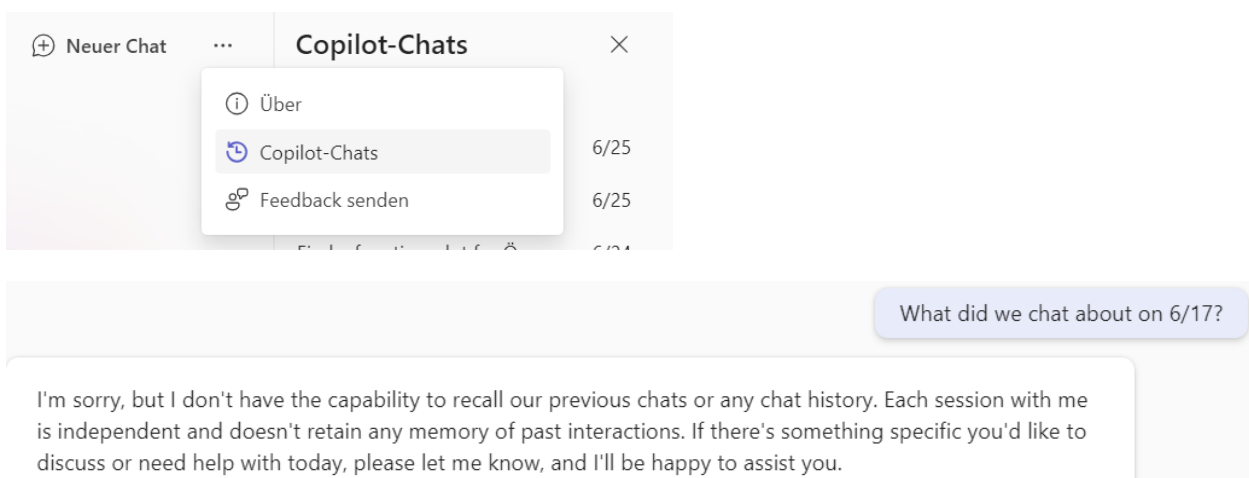 Neuer Chat ... Copilot-Chats
Über
Copilot-Chats 6/25
Feedback senden 6/25
What did we chat about on 6/17?
I'm sorry, but I don't have the capability to recall our previous chats or any chat history. Each session with me
is independent and doesn't retain any memory of past interactions. If there's something specific you'd like to
discuss or need help with today, please let me know, and I'll be happy to assist you.